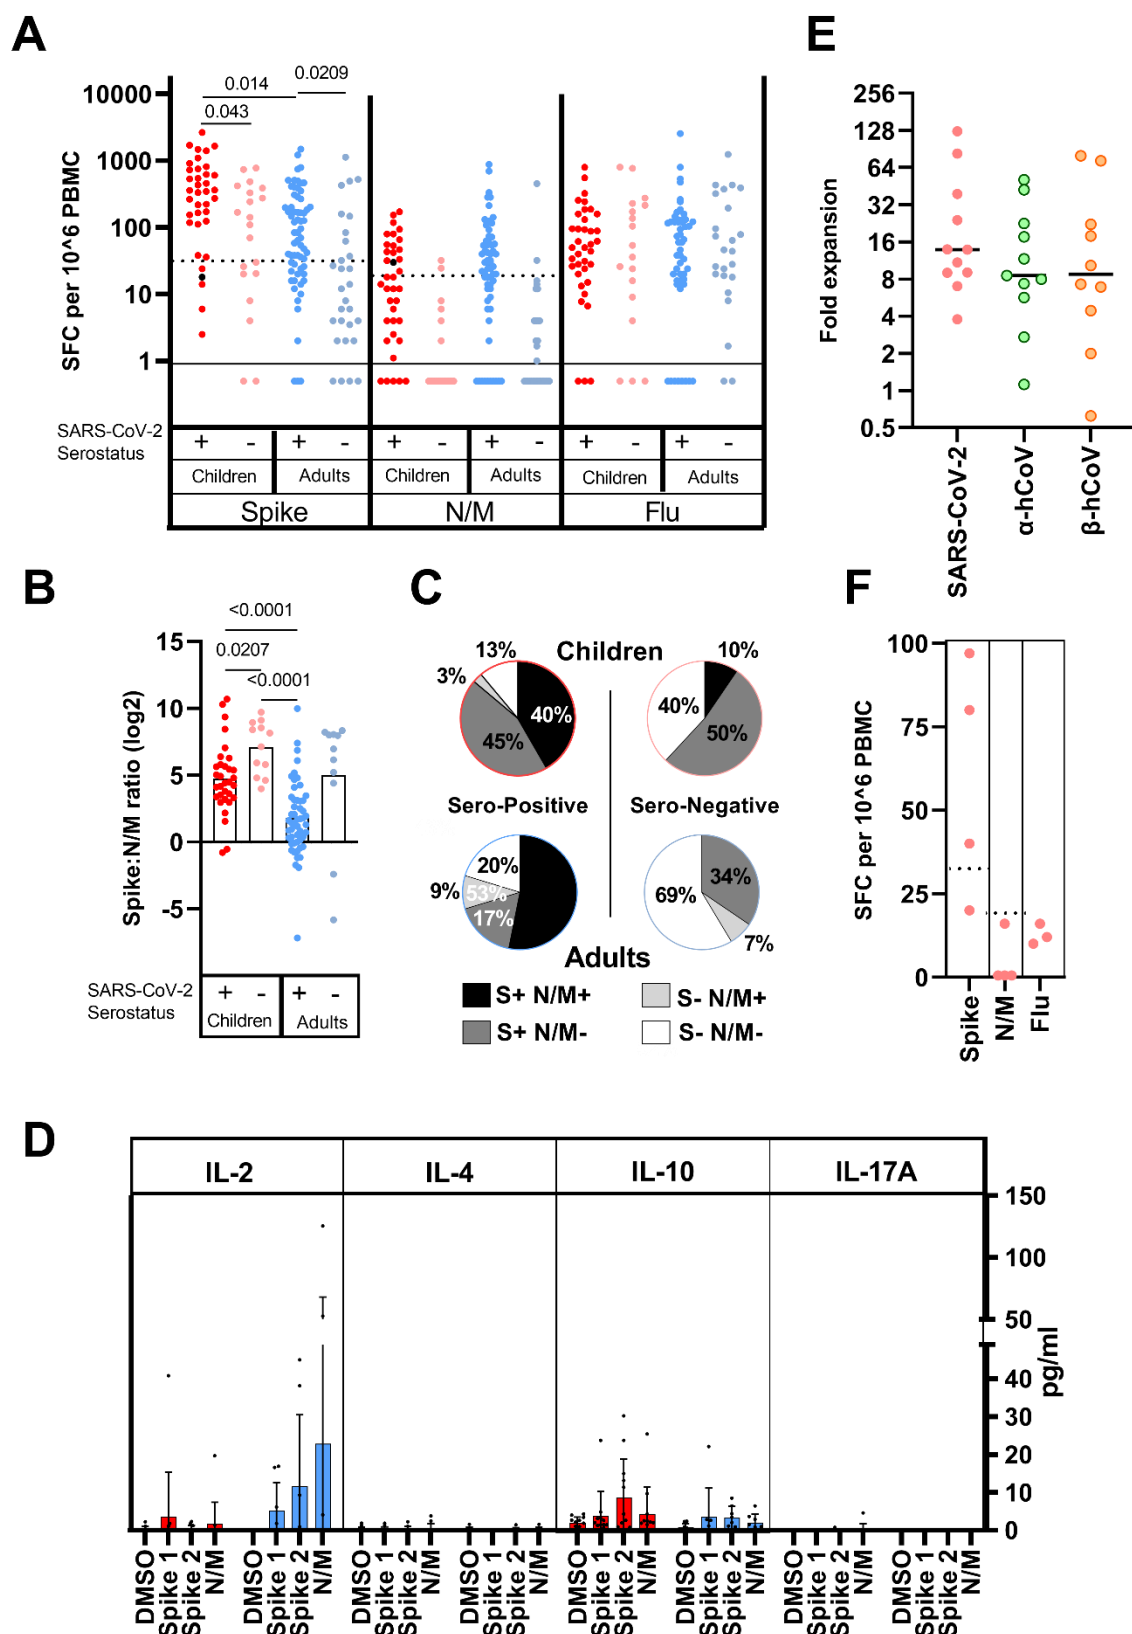 A
SFC per 10^6 PBMC
10000
1000
100
10
1
0.014
0.0209
0.043
SARS-CoV-2
Serostatus
+ - + - + - + - + - + -
Children Adults Children Adults Children Adults
Spike N/M Flu
E
Fold expansion
256
128
64
32
16
8
4
2
1
0.5
SARS-CoV-2
α-hCoV
β-hCoV
B
Spike:N/M ratio (log2)
<0.0001
0.0207
<0.0001
15
10
5
0
-5
SARS-CoV-2
Serostatus
+ - + -
Children Adults
C
Children
13%
3%
40%
45%
10%
40%
50%
Sero-Positive Sero-Negative
20%
9%
53%
17%
34%
69%
7%
Adults
S+ N/M+ S- N/M+
S+ N/M- S- N/M-
F
SFC per 10^6 PBMC
100
75
50
25
0
Spike
N/M
Flu
D
IL-2 IL-4 IL-10 IL-17A
150
100
50
40
30
20
10
0
pg/ml
DMSO Spike 1 Spike 2 N/M DMSO Spike 1 Spike 2 N/M DMSO Spike 1 Spike 2 N/M DMSO Spike 1 Spike 2 N/M DMSO Spike 1 Spike 2 N/M DMSO Spike 1 Spike 2 N/M DMSO Spike 1 Spike 2 N/M DMSO Spike 1 Spike 2 N/M